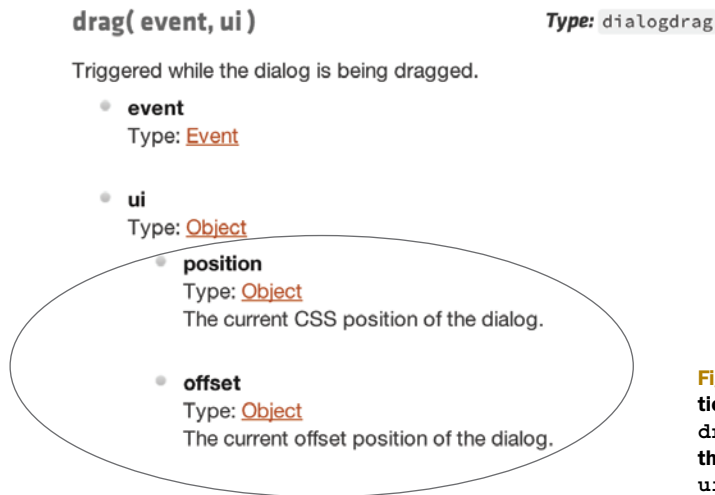 drag( event, ui ) Type: dialogdrag
Triggered while the dialog is being dragged.
event
Type: Event
ui
Type: Object
position
Type: Object
The current CSS position of the dialog.
offset
Type: Object
The current offset position of the dialog.